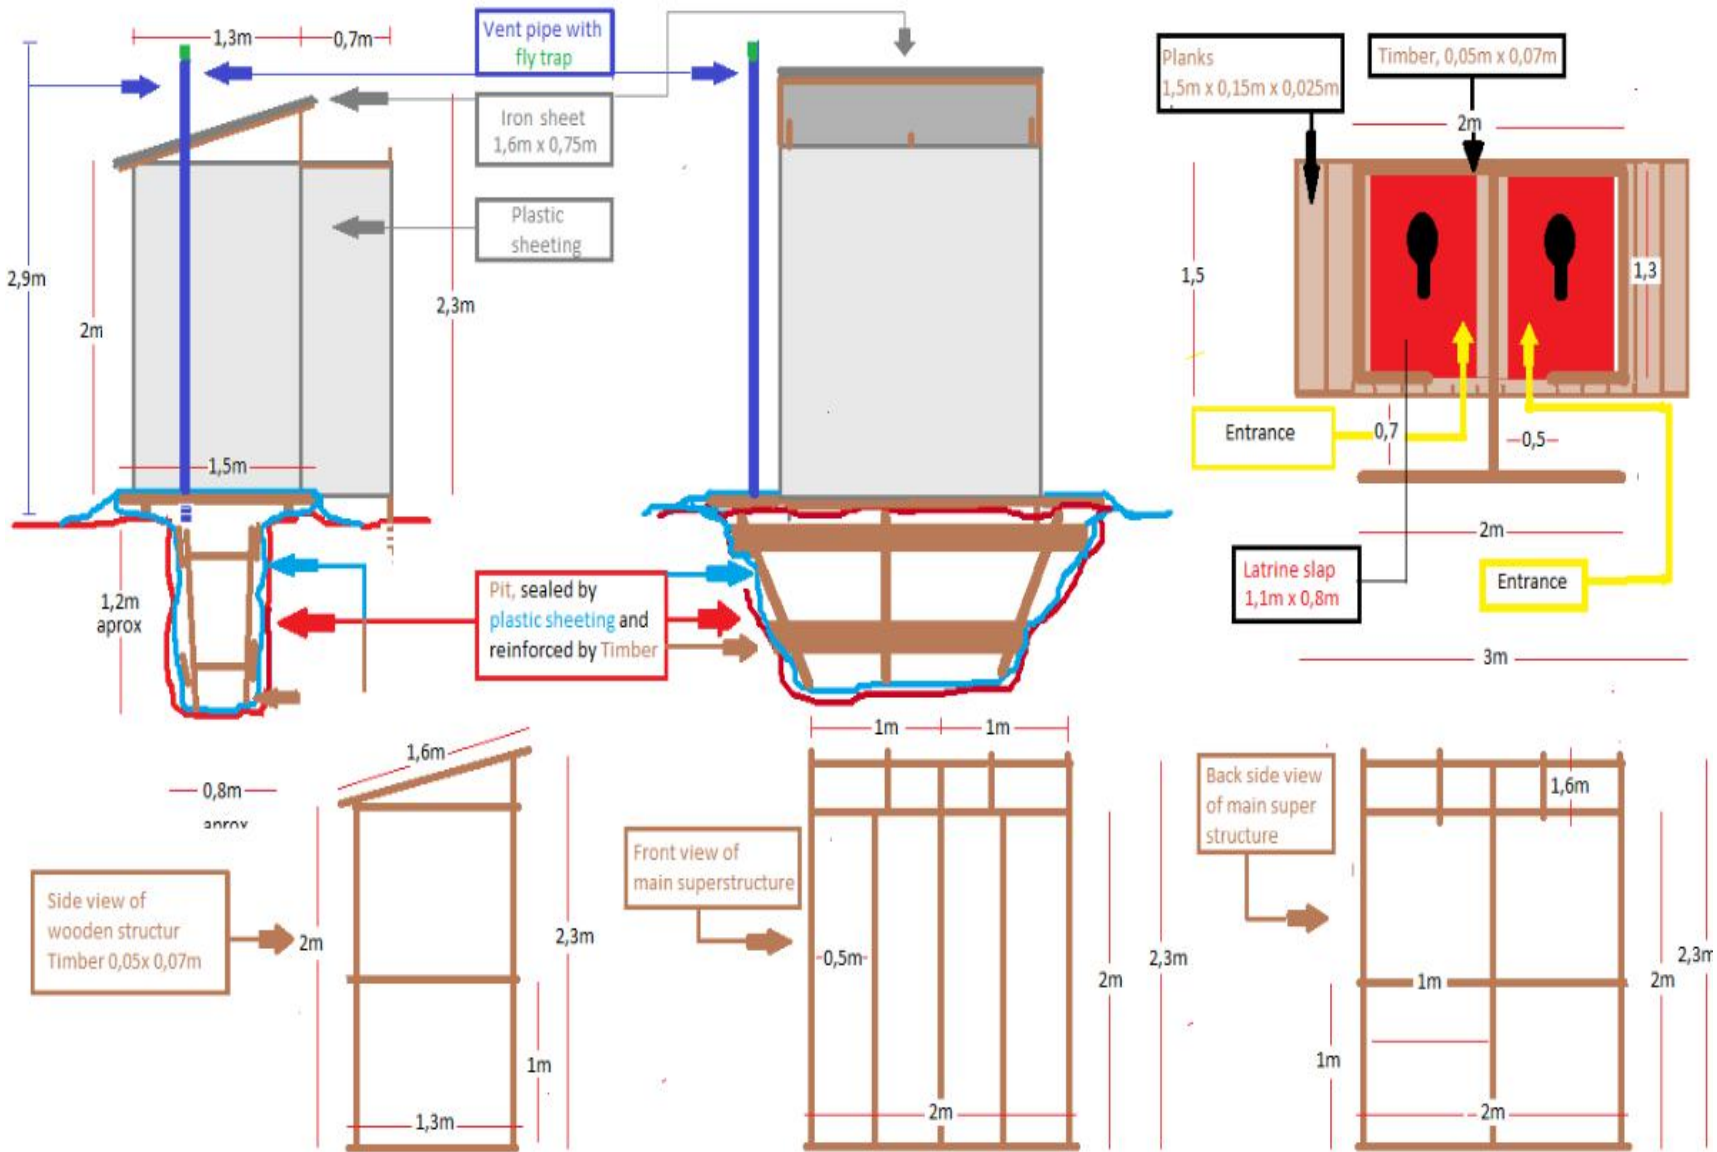 1,3m
0,7m
Vent pipe with
fly trap
Iron sheet
1,6m x 0,75m
Plastic
sheeting
2,9m
2m
2,3m
1,5m
1,2m
aprox
0,8m
aprox
Pit, sealed by
plastic sheeting and
reinforced by Timber
Planks
1,5m x 0,15m x 0,025m
Timber, 0,05m x 0,07m
2m
1,5
1,3
Entrance
0,7
0,5
2m
Latrine slap
1,1m x 0,8m
Entrance
3m
Side view of
wooden structur
Timber 0,05x 0,07m
1,6m
2m
2,3m
1m
1,3m
Front view of
main superstructure
1m
1m
0,5m
2m
2,3m
2m
Back side view
of main super
structure
1,6m
1m
1m
2m
2,3m
2m